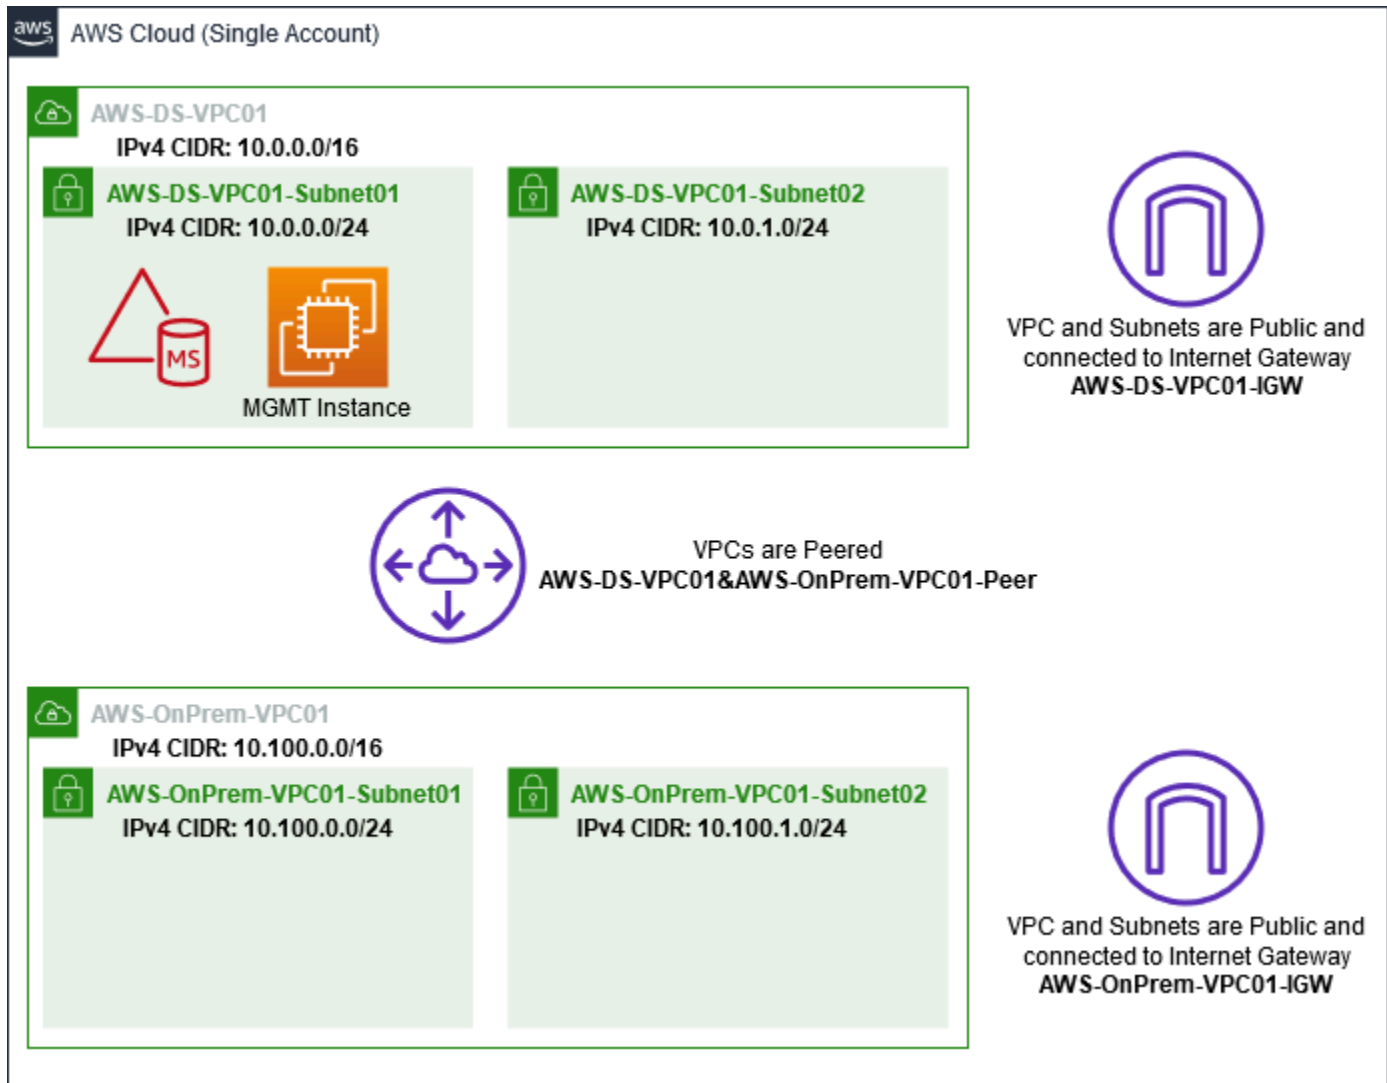 aws
AWS Cloud (Single Account)
AWS-DS-VPC01
IPv4 CIDR: 10.0.0.0/16
AWS-DS-VPC01-Subnet01
IPv4 CIDR: 10.0.0.0/24
MS
MGMT Instance
AWS-DS-VPC01-Subnet02
IPv4 CIDR: 10.0.1.0/24
VPC and Subnets are Public and
connected to Internet Gateway
AWS-DS-VPC01-IGW
VPCs are Peered
AWS-DS-VPC01&AWS-OnPrem-VPC01-Peer
AWS-OnPrem-VPC01
IPv4 CIDR: 10.100.0.0/16
AWS-OnPrem-VPC01-Subnet01
IPv4 CIDR: 10.100.0.0/24
AWS-OnPrem-VPC01-Subnet02
IPv4 CIDR: 10.100.1.0/24
VPC and Subnets are Public and
connected to Internet Gateway
AWS-OnPrem-VPC01-IGW